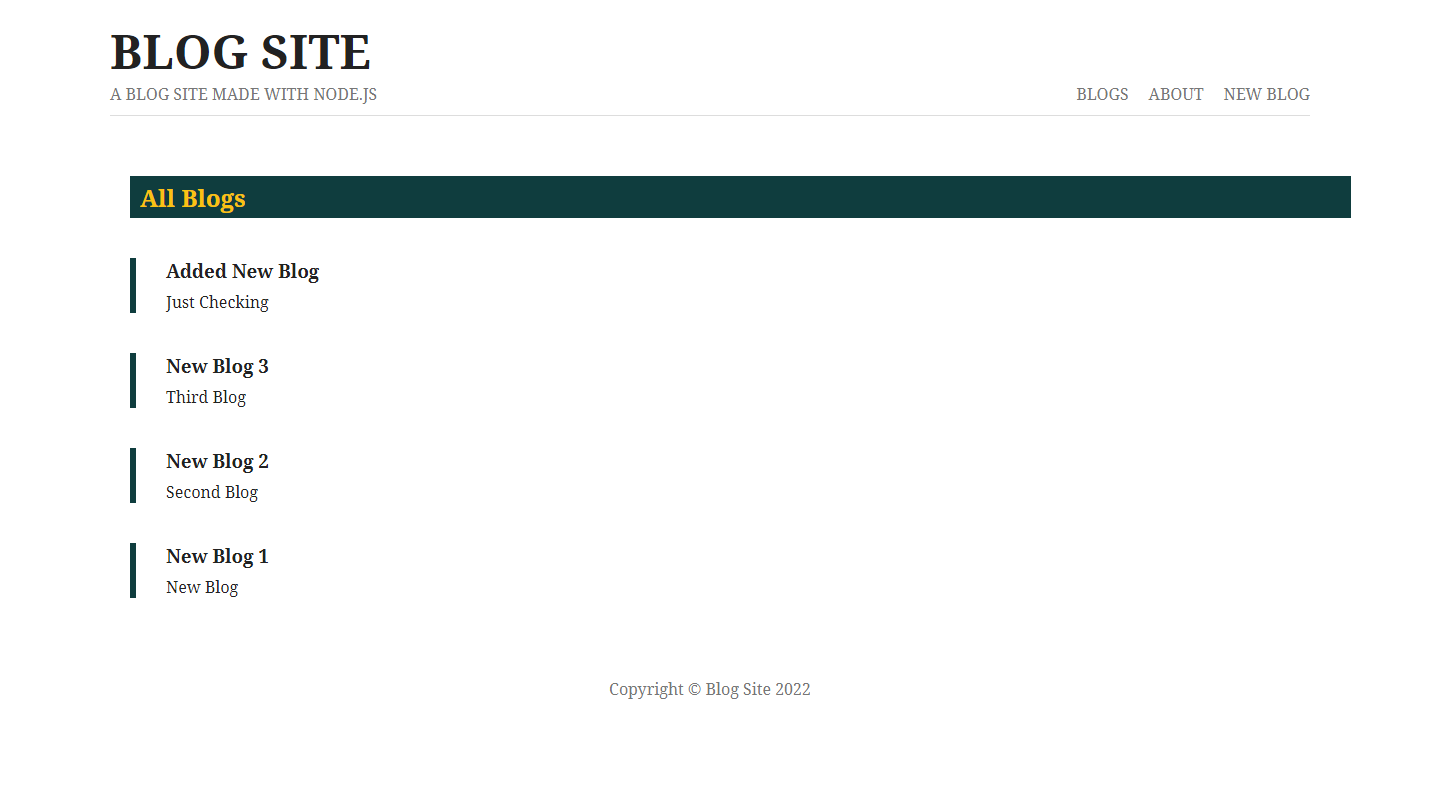 BLOG SITE
A BLOG SITE MADE WITH NODE.JS
BLOGS ABOUT NEW BLOG
All Blogs
Added New Blog
Just Checking
New Blog 3
Third Blog
New Blog 2
Second Blog
New Blog 1
New Blog
Copyright © Blog Site 2022